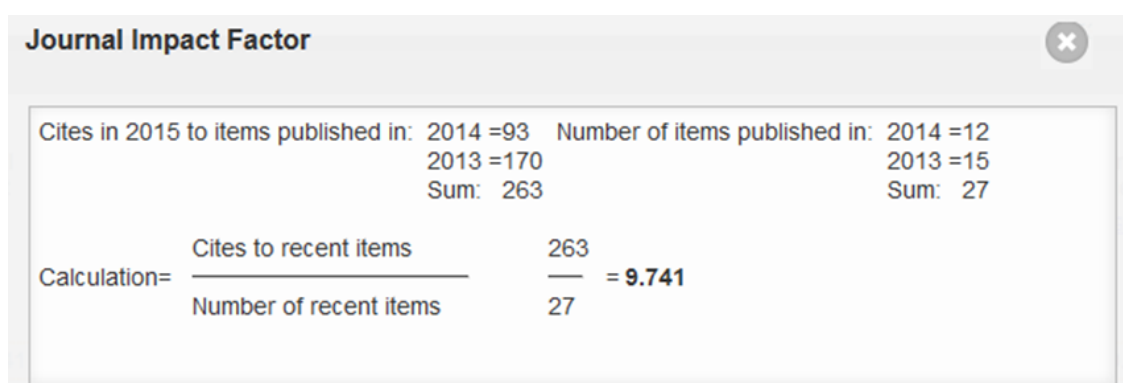 Journal Impact Factor
Cites in 2015 to items published in: 2014 =93 Number of items published in: 2014 =12
2013 =170 2013 =15
Sum: 263 Sum: 27
Cites to recent items 263
Calculation= = 9.741
Number of recent items 27